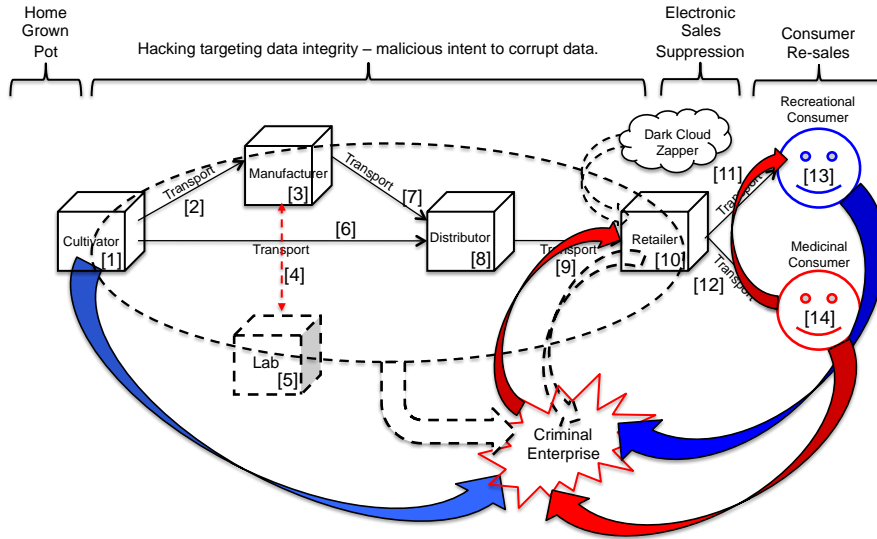 Home
Grown
Pot
Hacking targeting data integrity – malicious intent to corrupt data.
Electronic
Sales
Suppression
Consumer
Re-sales
Recreational
Consumer
Dark Cloud
Zapper
Manufacturer
[3]
Transport
[2]
Transport
[7]
[11]
Transport
[13]
Cultivator
[1]
[6]
Transport
Distributor
[8]
Transport
[9]
Retailer
[10]
Medicinal
Consumer
[12]
Transport
[4]
[14]
Lab
[5]
Criminal
Enterprise